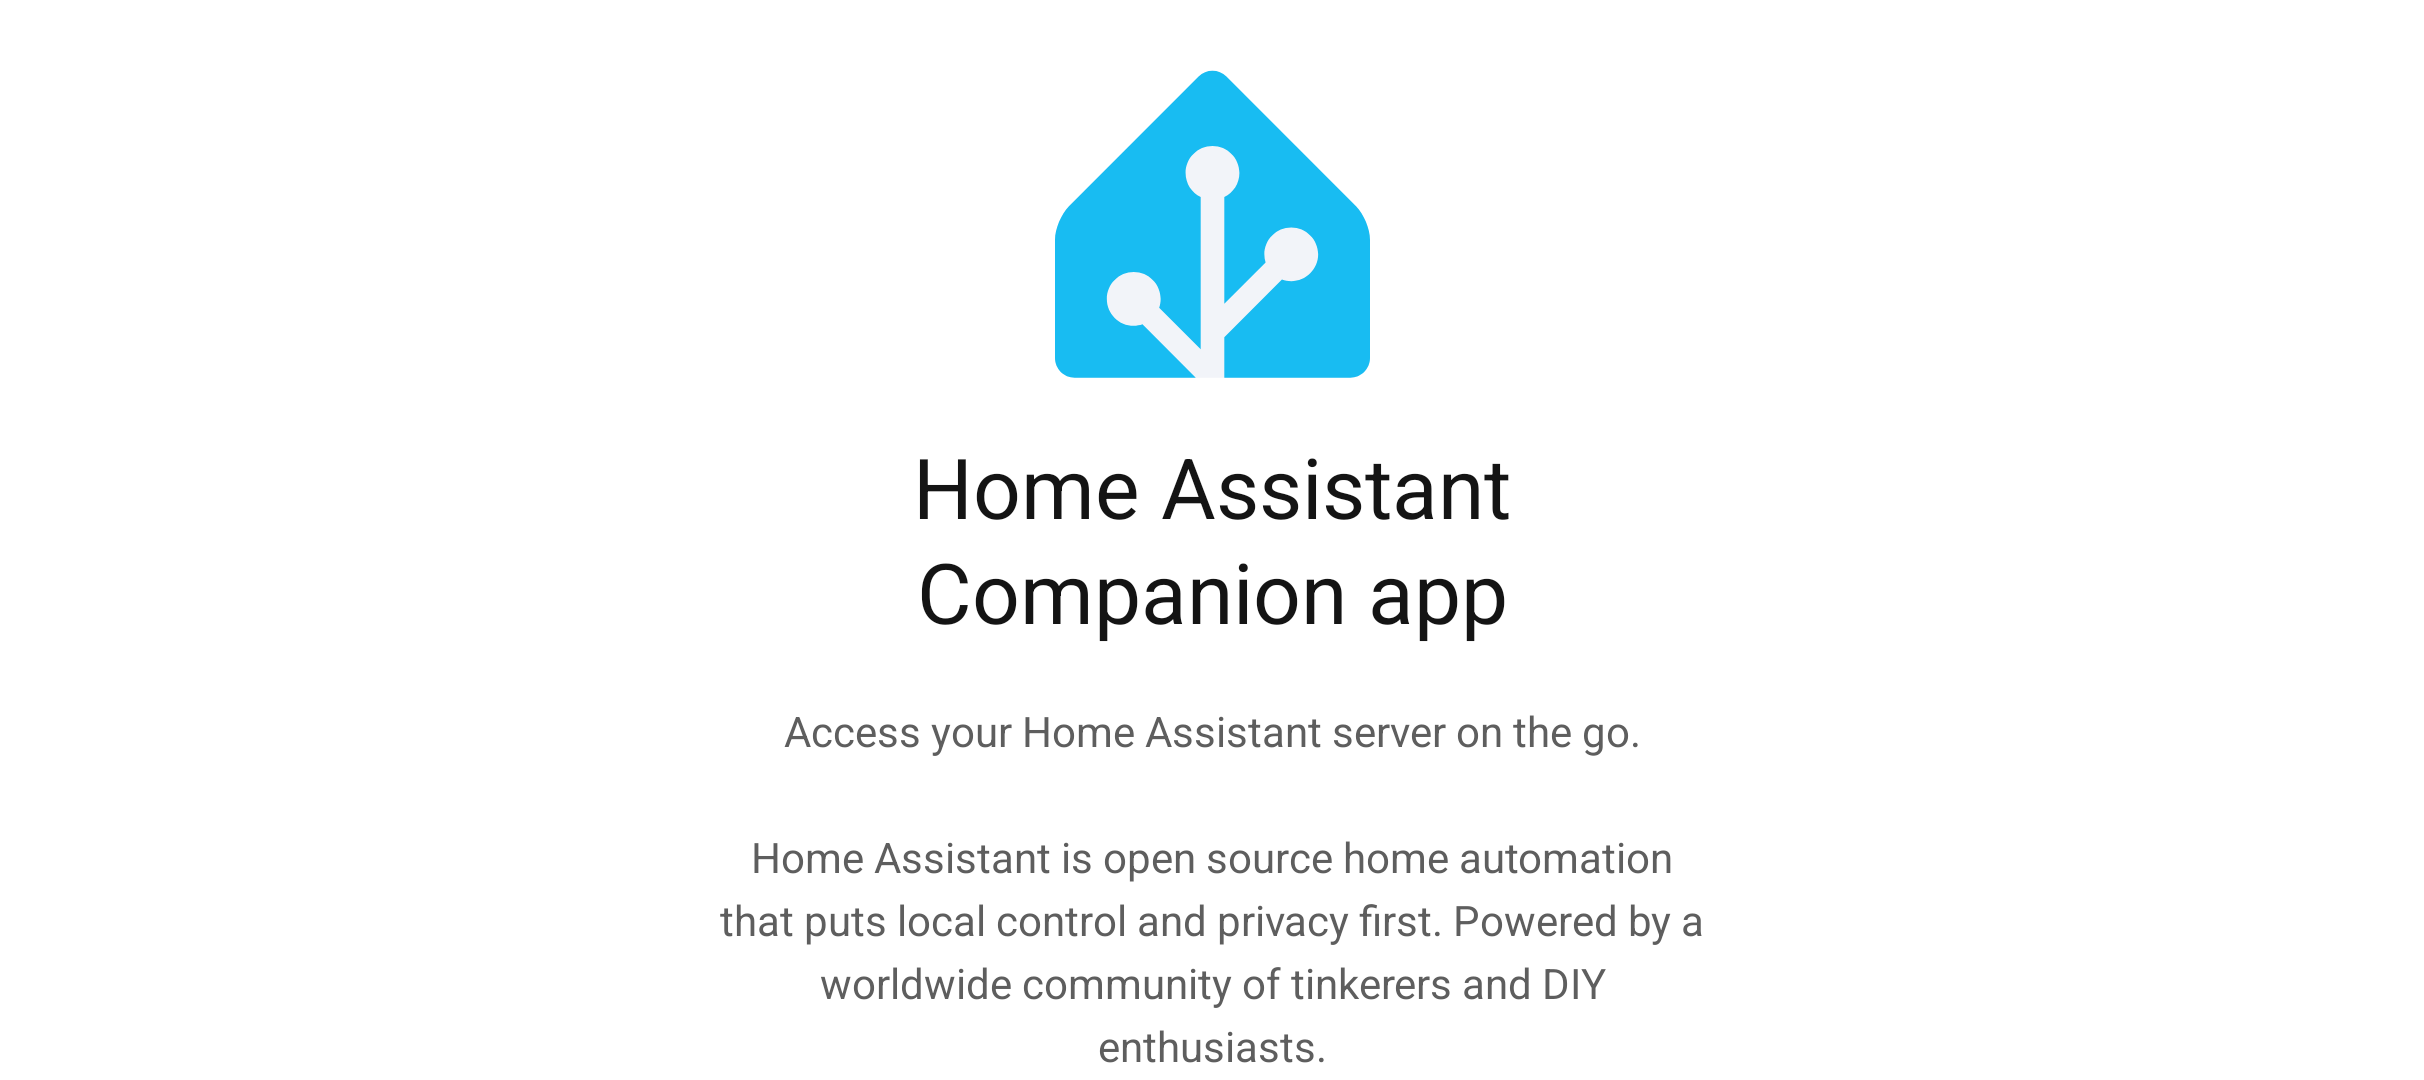 Home Assistant
Companion app
Access your Home Assistant server on the go.
Home Assistant is open source home automation
that puts local control and privacy first. Powered by a
worldwide community of tinkerers and DIY
enthusiasts.